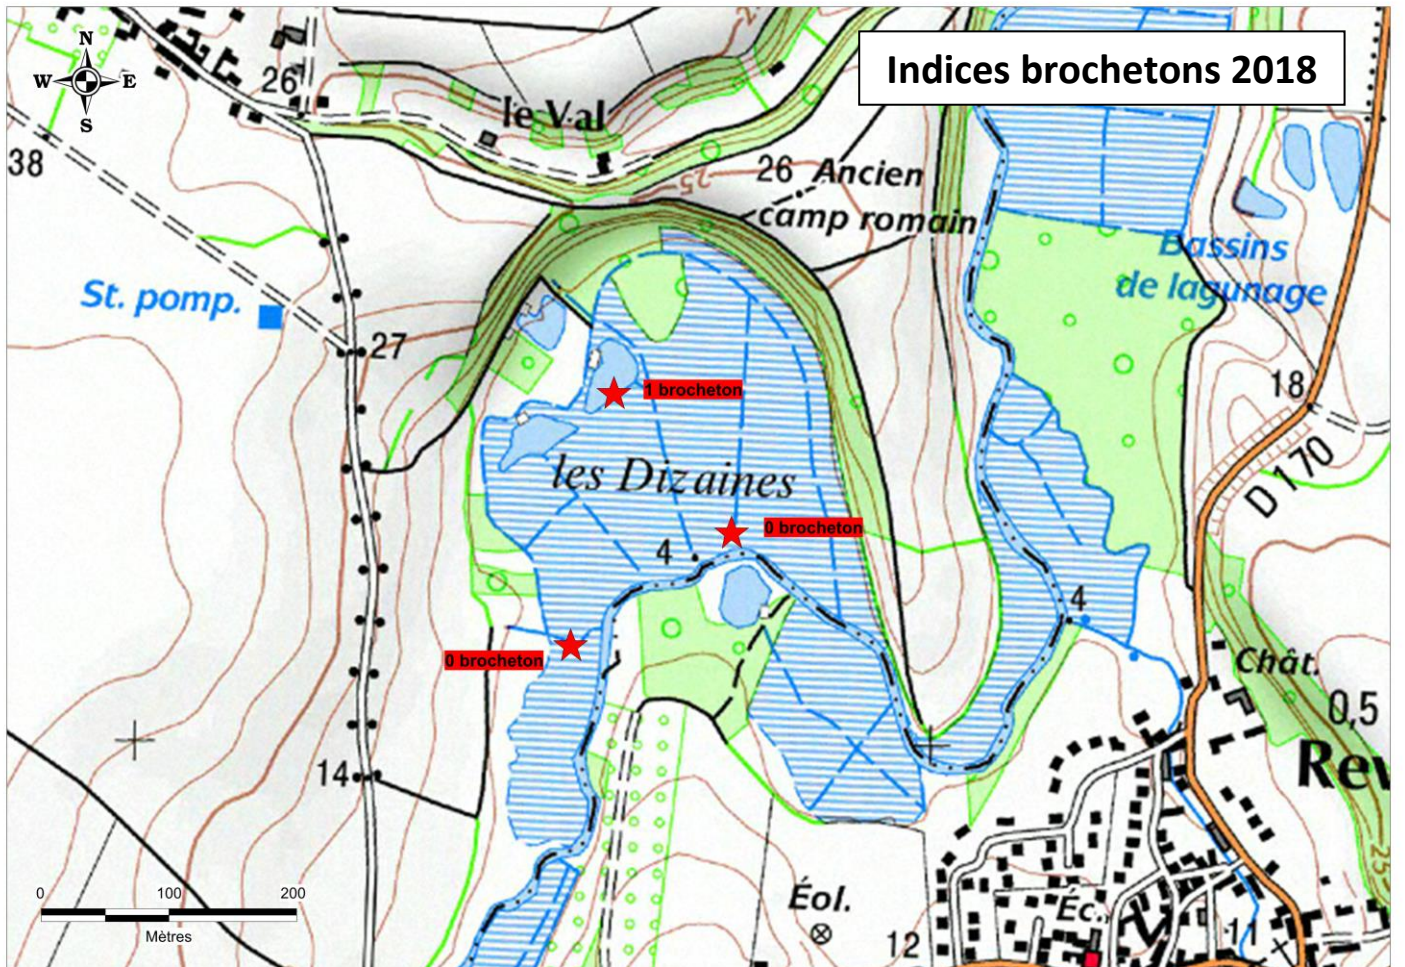 Indices brochetons 2018
N
W E
S
26
le Val
38
25
26 Ancien
camp romain
Bassins
de lagunage
St. pomp.
27
18
1 brocheton
D 170
les Dizaines
0 brocheton
4
4
0 brocheton
Chât.
0,5
Rev
14
25
0 100 200
Mètres
Éol.
Éc.
12
11